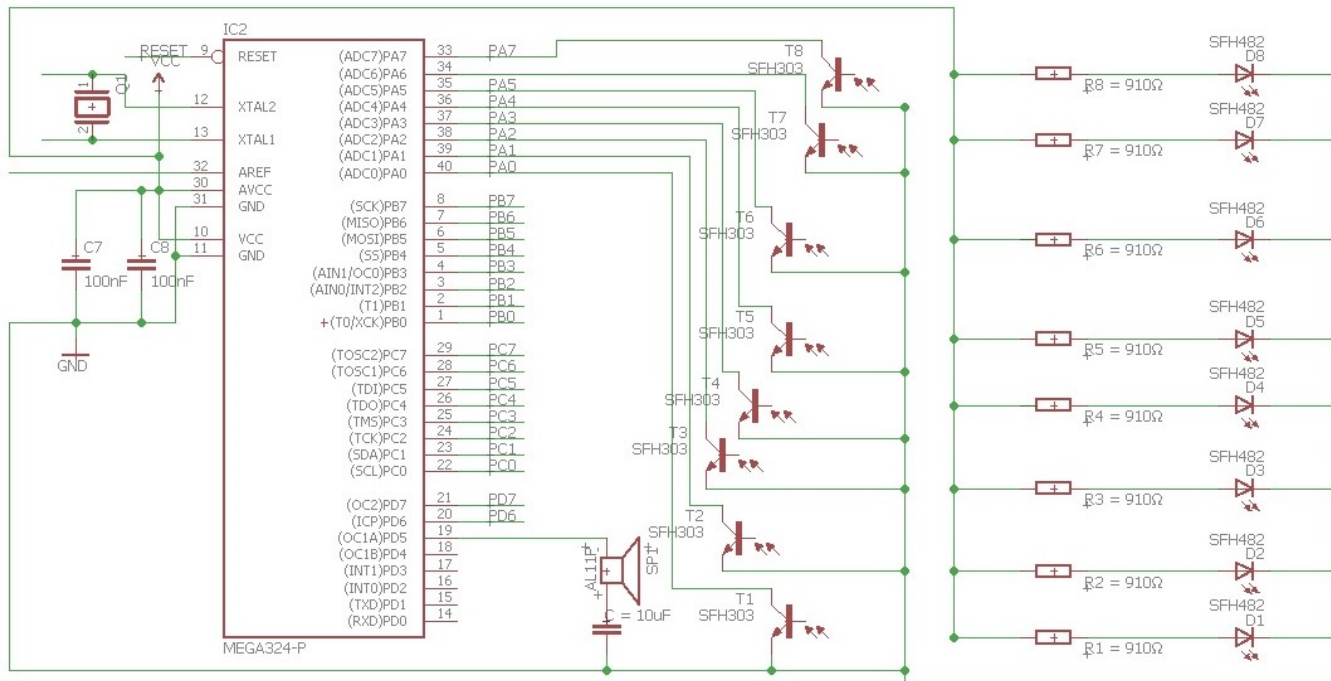 IC2
RESET
VCC
Q1
1
2
9 RESET
12 XTAL2
13 XTAL1
32 AREF
30 AVCC
31 GND
10 VCC
11 GND
C7
100nF
C8
100nF
GND
(ADC7)PA7 33 PA7
(ADC6)PA6 34
(ADC5)PA5 35 PA5
(ADC4)PA4 36 PA4
(ADC3)PA3 37 PA3
(ADC2)PA2 38 PA2
(ADC1)PA1 39 PA1
(ADC0)PA0 40 PA0
(SCK)PB7 8 PB7
(MISO)PB6 7 PB6
(MOSI)PB5 6 PB5
(SS)PB4 5 PB4
(AIN1/OC0)PB3 4 PB3
(AIN0/INT2)PB2 3 PB2
(T1)PB1 2 PB1
+(T0/XCK)PB0 1 PB0
(TOSC2)PC7 29 PC7
(TOSC1)PC6 28 PC6
(TDI)PC5 27 PC5
(TDO)PC4 26 PC4
(TMS)PC3 25 PC3
(TCK)PC2 24 PC2
(SDA)PC1 23 PC1
(SCL)PC0 22 PC0
(OC2)PD7 21 PD7
(ICP)PD6 20 PD6
(OC1A)PD5 19
(OC1B)PD4 18
(INT1)PD3 17
(INT0)PD2 16
(TXD)PD1 15
(RXD)PD0 14
MEGA324-P
AL11P
SP1
C = 10uF
T8
SFH303
T7
SFH303
T6
SFH303
T5
SFH303
T4
SFH303
T3
SFH303
T2
SFH303
T1
SFH303
SFH482
D8
R8 = 910Ω
SFH482
D7
R7 = 910Ω
SFH482
D6
R6 = 910Ω
SFH482
D5
R5 = 910Ω
SFH482
D4
R4 = 910Ω
SFH482
D3
R3 = 910Ω
SFH482
D2
R2 = 910Ω
SFH482
D1
R1 = 910Ω